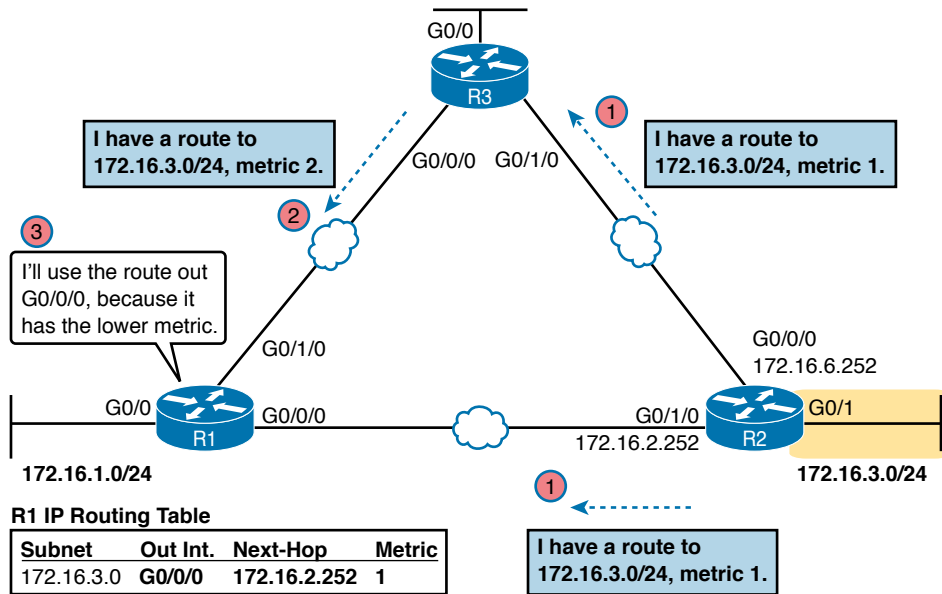 G0/0
R3
1
I have a route to
172.16.3.0/24, metric 2.
G0/0/0
G0/1/0
I have a route to
172.16.3.0/24, metric 1.
2
3
I'll use the route out
G0/0/0, because it
has the lower metric.
G0/1/0
G0/0/0
172.16.6.252
G0/0
R1
G0/0/0
G0/1/0
172.16.2.252
R2
G0/1
172.16.1.0/24
172.16.3.0/24
1
I have a route to
172.16.3.0/24, metric 1.
R1 IP Routing Table
Subnet Out Int. Next-Hop Metric
172.16.3.0 G0/0/0 172.16.2.252 1